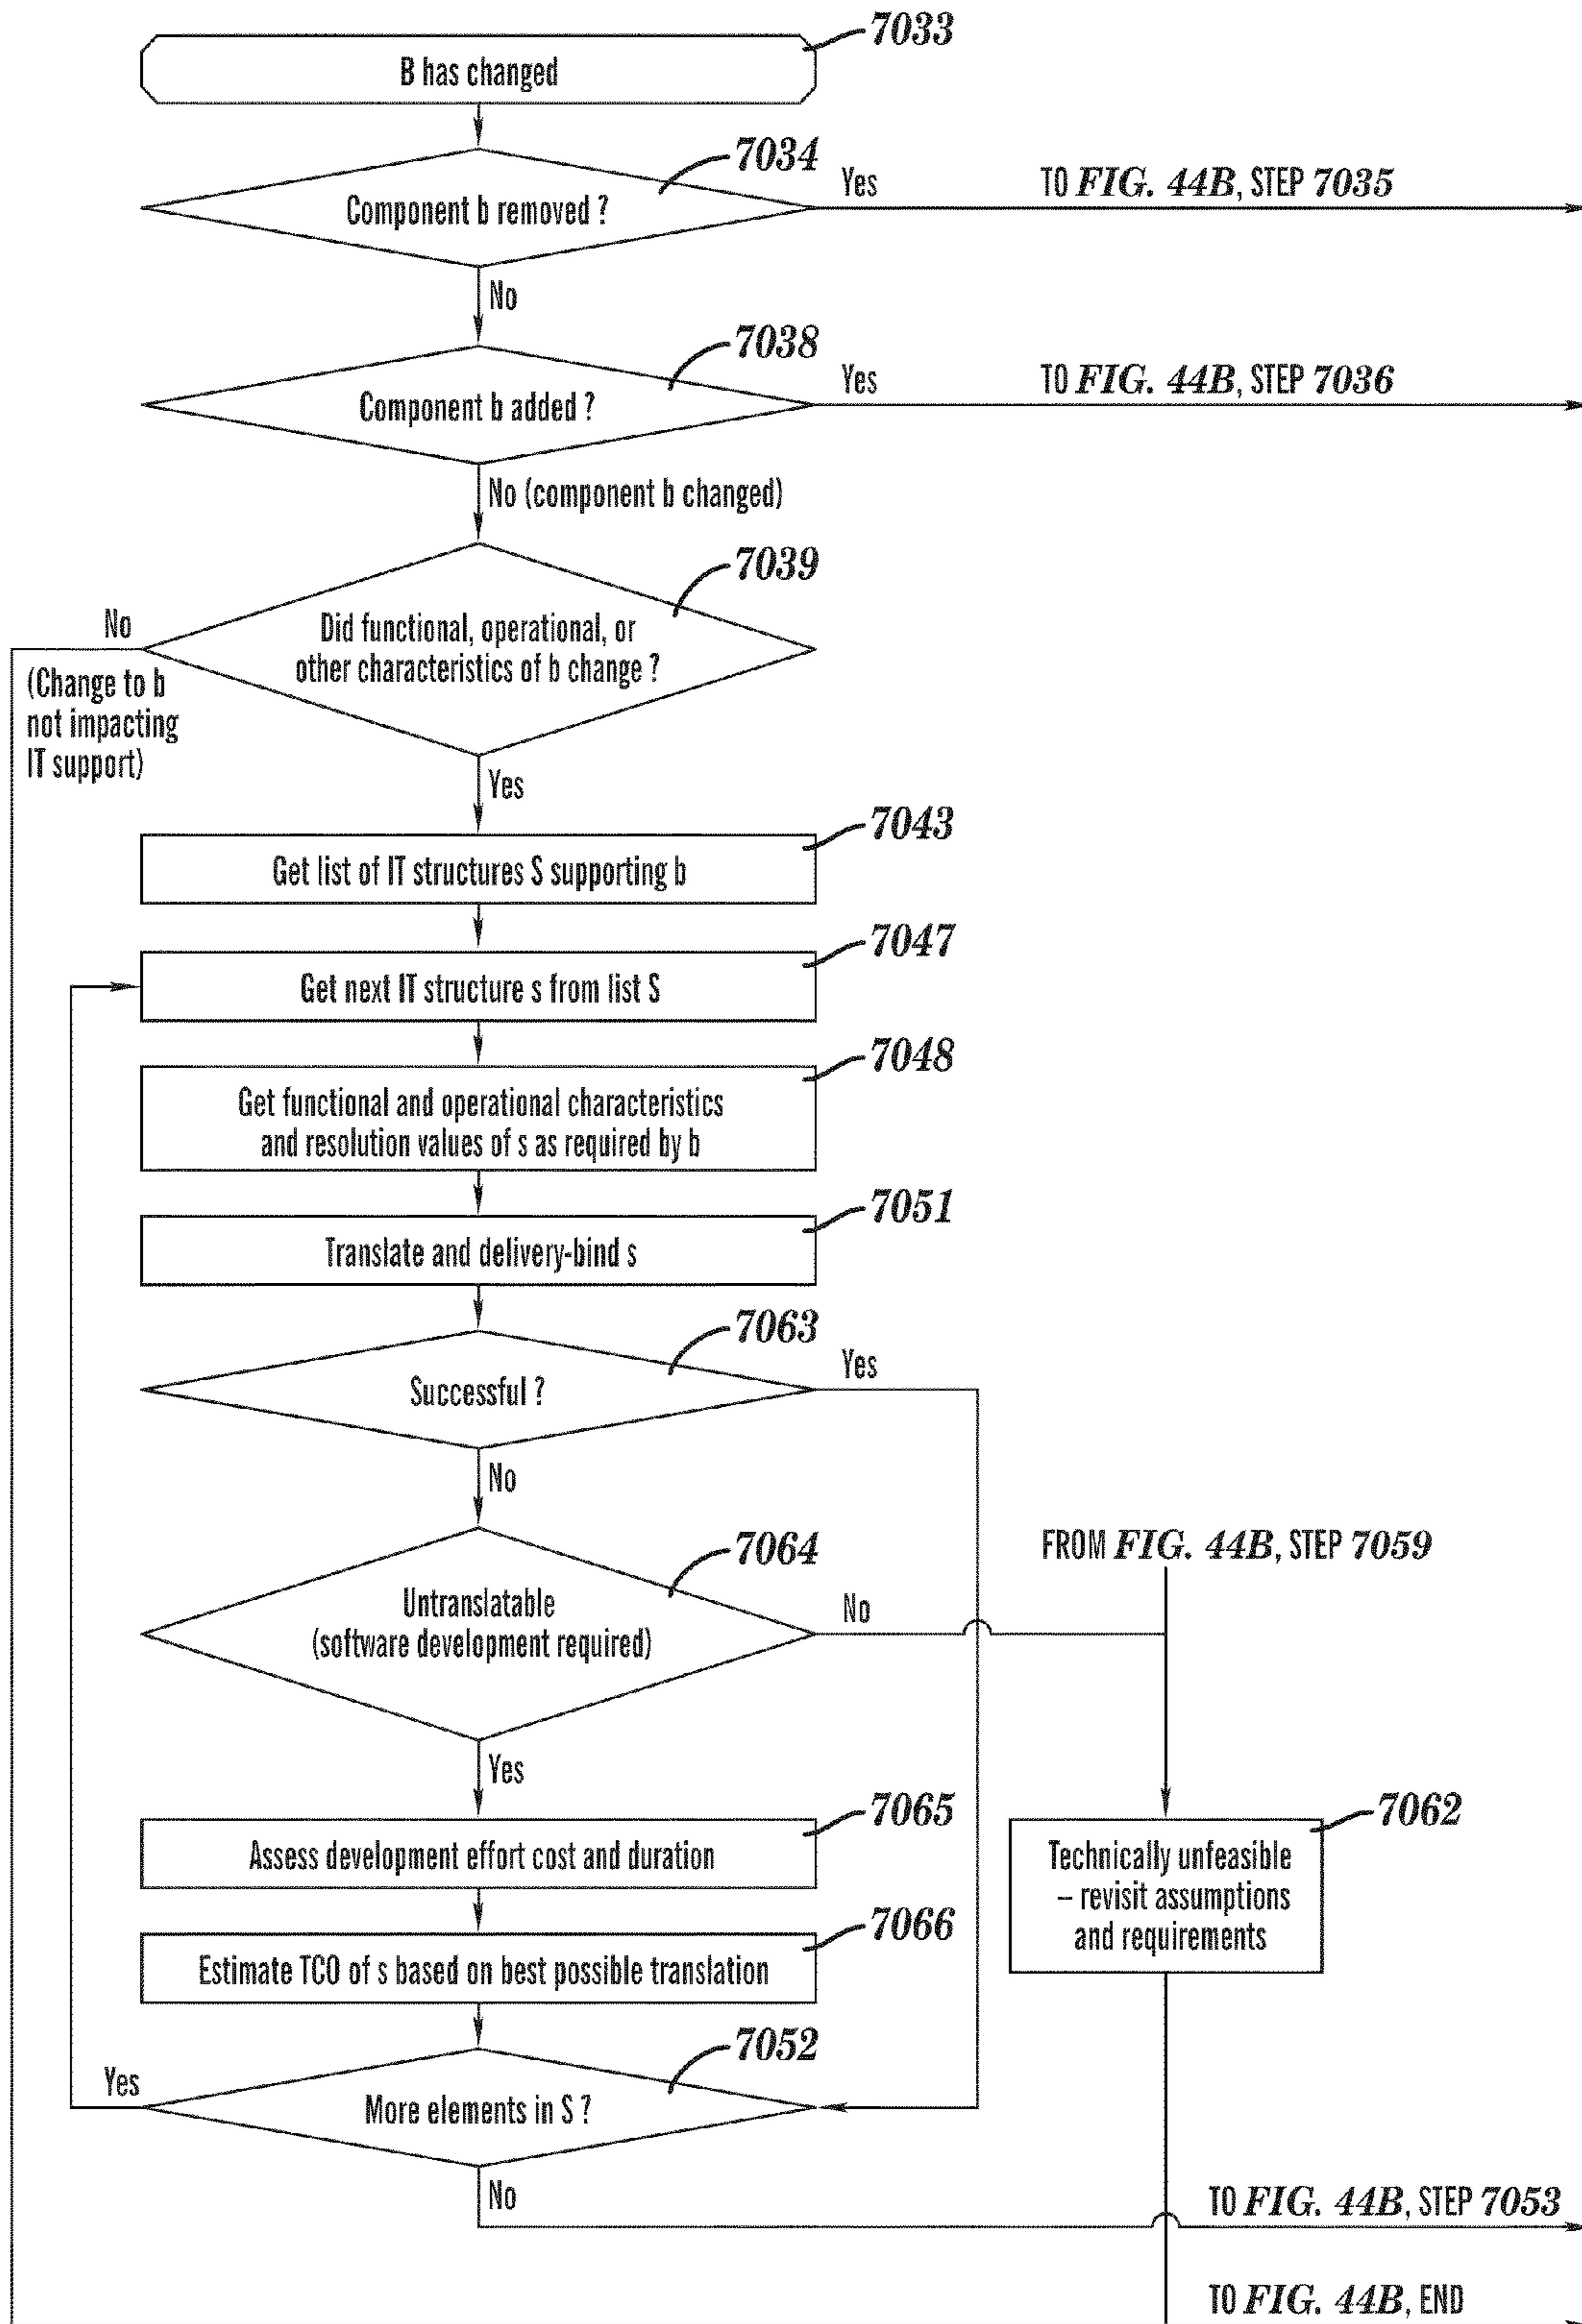 7033
B has changed
7034
Component b removed ?
Yes
TO FIG. 44B, STEP 7035
No
7038
Component b added ?
Yes
TO FIG. 44B, STEP 7036
No (component b changed)
7039
Did functional, operational, or
other characteristics of b change ?
No
(Change to b
not impacting
IT support)
Yes
7043
Get list of IT structures S supporting b
7047
Get next IT structure s from list S
7048
Get functional and operational characteristics
and resolution values of s as required by b
7051
Translate and delivery-bind s
7063
Successful ?
Yes
No
7064
Untranslatable
(software development required)
No
FROM FIG. 44B, STEP 7059
Yes
7065
Assess development effort cost and duration
7062
Technically unfeasible
– revisit assumptions
and requirements
7066
Estimate TCO of s based on best possible translation
7052
More elements in S ?
Yes
No
TO FIG. 44B, STEP 7053
TO FIG. 44B, END